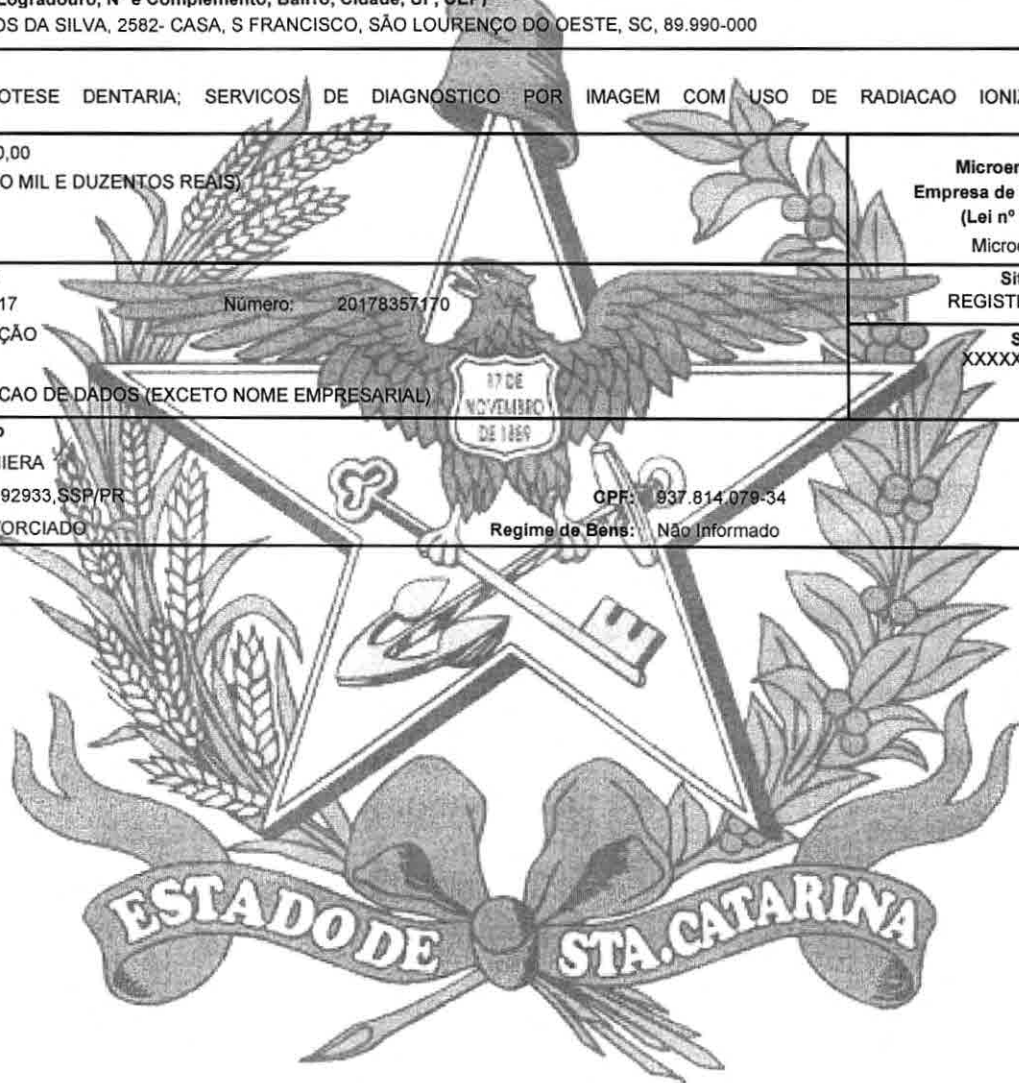 Logradouro, Nº e Complemento, Bairro, Cidade, UF, CEP)
OS DA SILVA, 2582- CASA, S FRANCISCO, SÃO LOURENÇO DO OESTE, SC, 89.990-000
OTESE DENTARIA; SERVICOS DE DIAGNOSTICO POR IMAGEM COM USO DE RADIACAO IONIZ
0,00
O MIL E DUZENTOS REAIS)
Microe
Empresa de
(Lei nº
Micro
17 Número: 20178357170
ÇÃO
Sit
REGISTR
S
XXXXX
CAO DE DADOS (EXCETO NOME EMPRESARIAL)
17 DE
NOVEMBRO
DE 1889
IERA
92933,SSP/PR CPF: 937.814.079-34
ORCIADO Regime de Bens: Não Informado
ESTADO DE STA.CATARINA